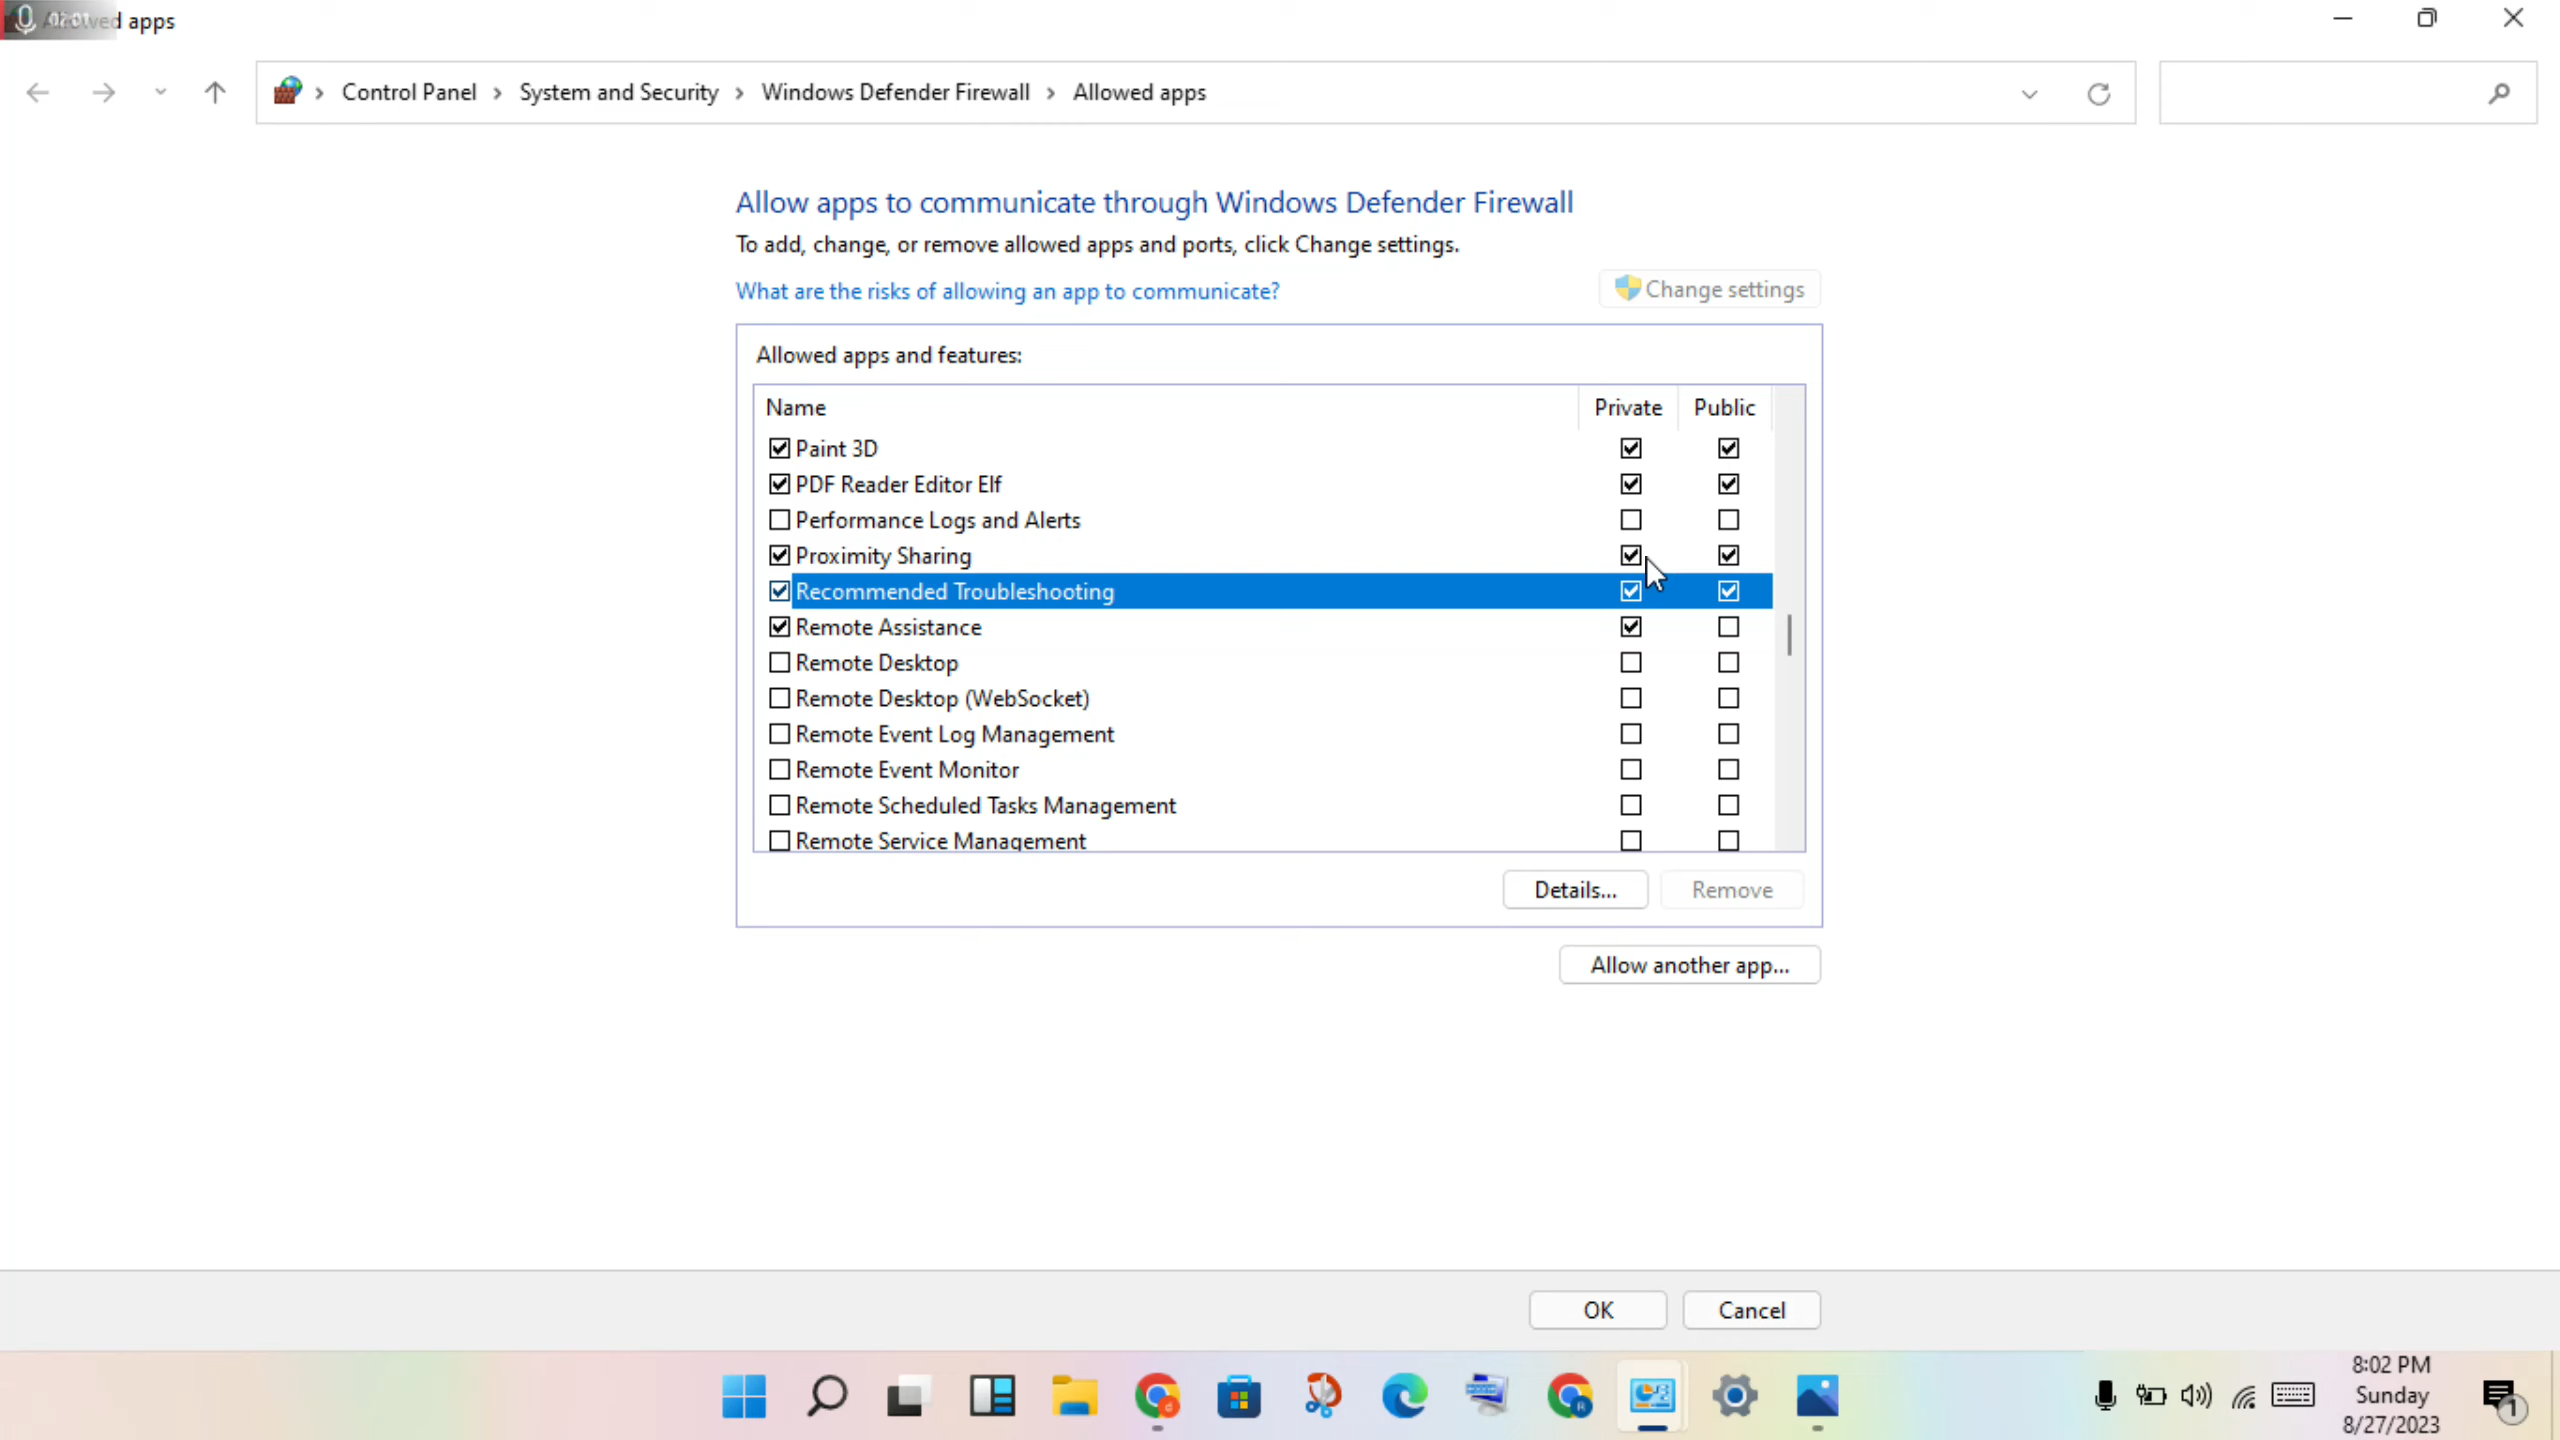 02:01
Allowed apps
Control Panel > System and Security > Windows Defender Firewall > Allowed apps
Allow apps to communicate through Windows Defender Firewall
To add, change, or remove allowed apps and ports, click Change settings.
What are the risks of allowing an app to communicate? Change settings
Allowed apps and features:
Name Private Public
Paint 3D
PDF Reader Editor Elf
Performance Logs and Alerts
Proximity Sharing
Recommended Troubleshooting
Remote Assistance
Remote Desktop
Remote Desktop (WebSocket)
Remote Event Log Management
Remote Event Monitor
Remote Scheduled Tasks Management
Remote Service Management
Details... Remove
Allow another app...
OK Cancel
8:02 PM
Sunday
8/27/2023
1